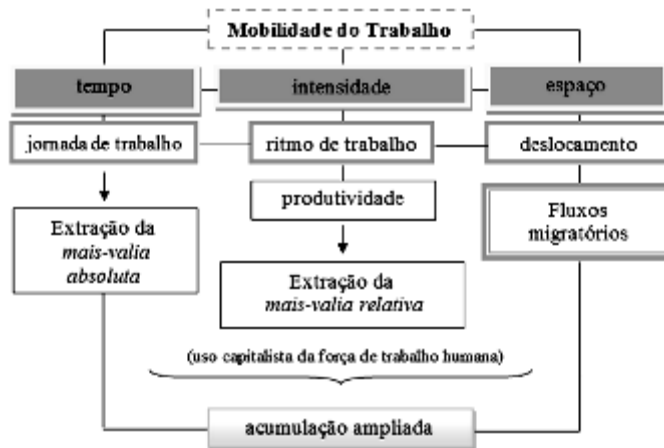 Mobilidade do Trabalho
tempo
intensidade
espaço
jornada de trabalho
ritmo de trabalho
deslocamento
produtividade
Extração da
mais-valia
absoluta
Fluxos
migratórios
Extração da
mais-valia relativa
(uso capitalista da força de trabalho humana)
acumulação ampliada